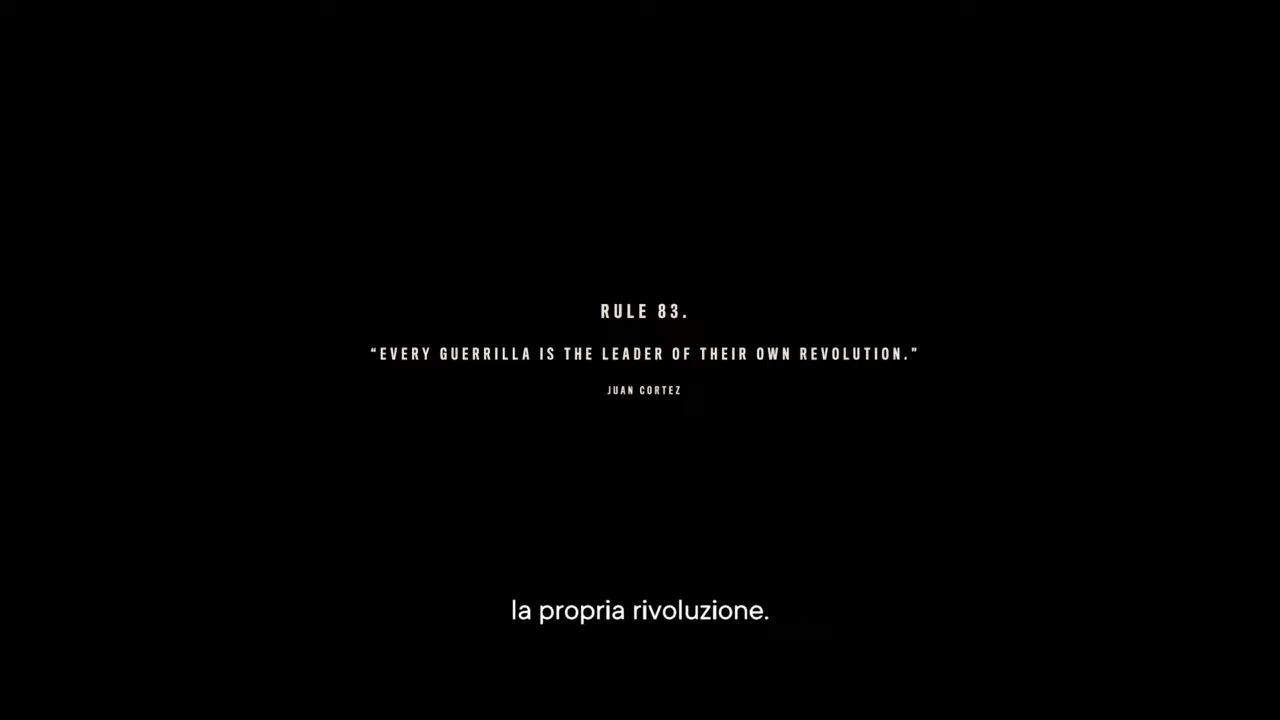 RULE 83.
“EVERY GUERRILLA IS THE LEADER OF THEIR OWN REVOLUTION.”
JUAN CORTEZ
la propria rivoluzione.